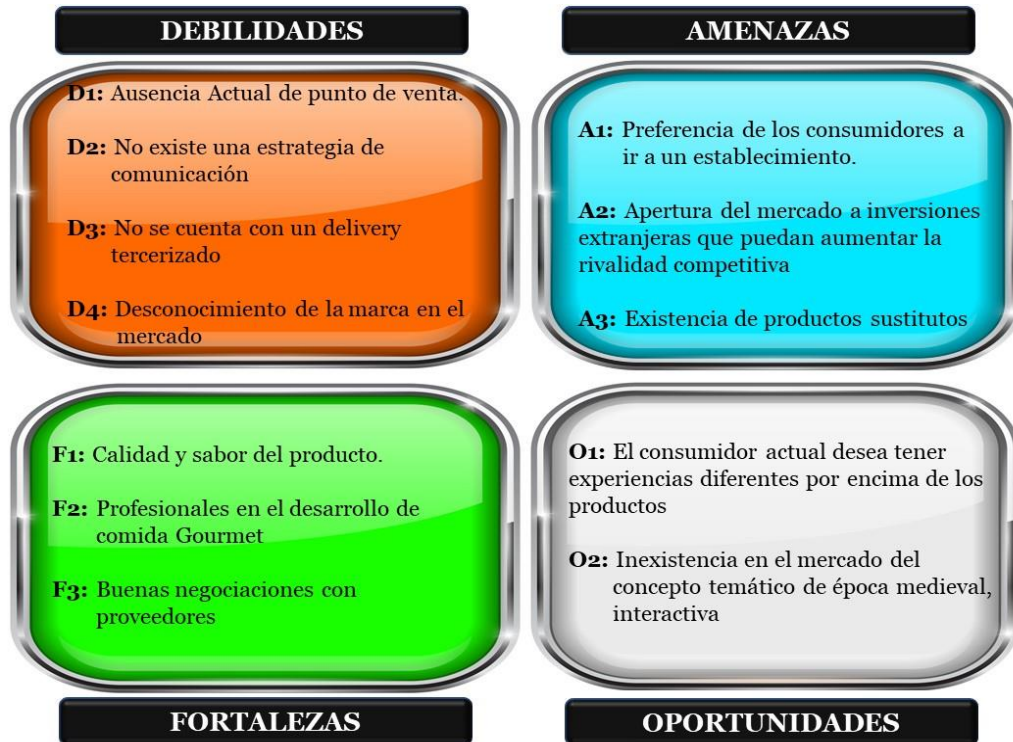 DEBILIDADES
D1: Ausencia Actual de punto de venta.
D2: No existe una estrategia de
comunicación
D3: No se cuenta con un delivery
tercerizado
D4: Desconocimiento de la marca en el
mercado
AMENAZAS
A1: Preferencia de los consumidores a
ir a un establecimiento.
A2: Apertura del mercado a inversiones
extranjeras que puedan aumentar la
rivalidad competitiva
A3: Existencia de productos sustitutos
F1: Calidad y sabor del producto.
F2: Profesionales en el desarrollo de
comida Gourmet
F3: Buenas negociaciones con
proveedores
FORTALEZAS
O1: El consumidor actual desea tener
experiencias diferentes por encima de los
productos
O2: Inexistencia en el mercado del
concepto temático de época medieval,
interactiva
OPORTUNIDADES